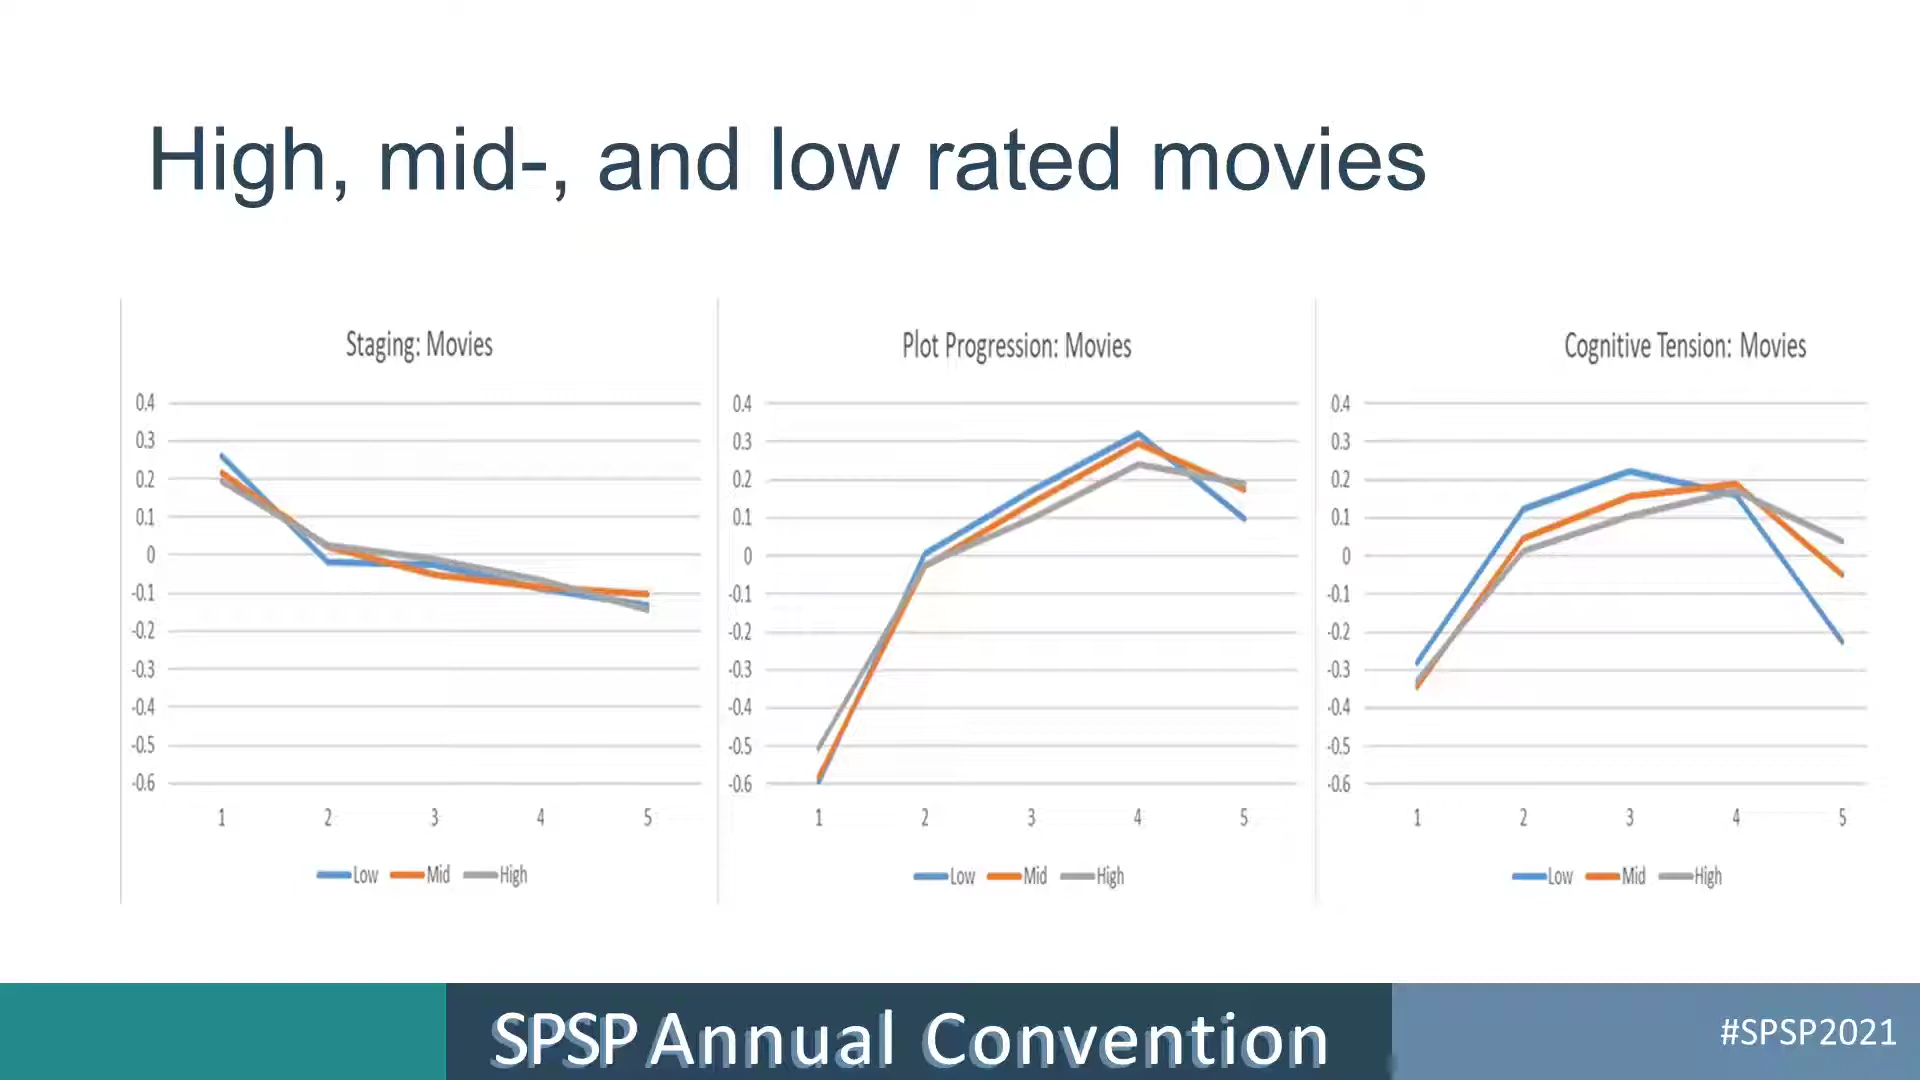 High, mid-, and low rated movies
Staging: Movies
0.4
0.3
0.2
0.1
0
-0.1
-0.2
-0.3
-0.4
-0.5
-0.6
1 2 3 4 5
Low Mid High
Plot Progression: Movies
0.4
0.3
0.2
0.1
0
-0.1
-0.2
-0.3
-0.4
-0.5
-0.6
1 2 3 4 5
Low Mid High
Cognitive Tension: Movies
0.4
0.3
0.2
0.1
0
-0.1
-0.2
-0.3
-0.4
-0.5
-0.6
1 2 3 4 5
Low Mid High
SPSP Annual Convention
#SPSP2021